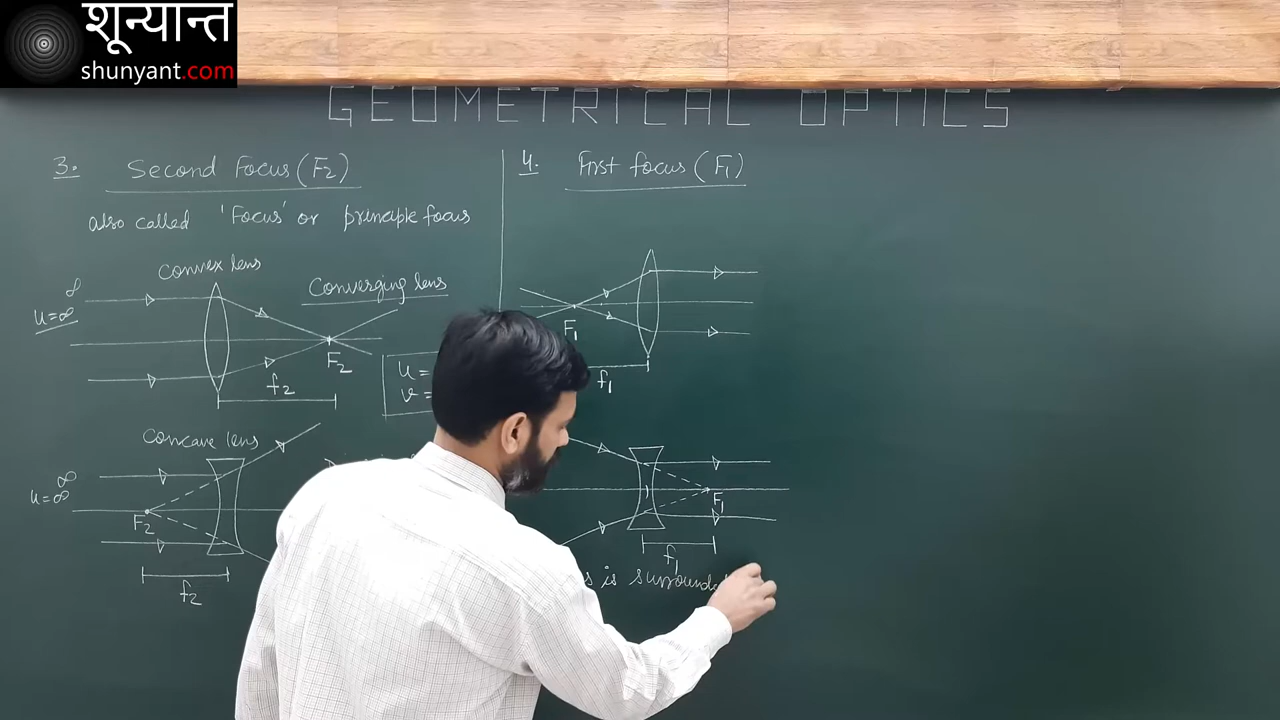 शून्यान्त
shunyant.com
GEOMETRICAL OPTICS
3. Second Focus (F2)
also called 'Focus' or principle focus
convex lens
Converging lens
∞
u=∞
F2
f2
u=
v=
concave lens
∞
u=∞
F2
f2
4. First focus (F1)
F1
f1
F1
f1
is surrounded